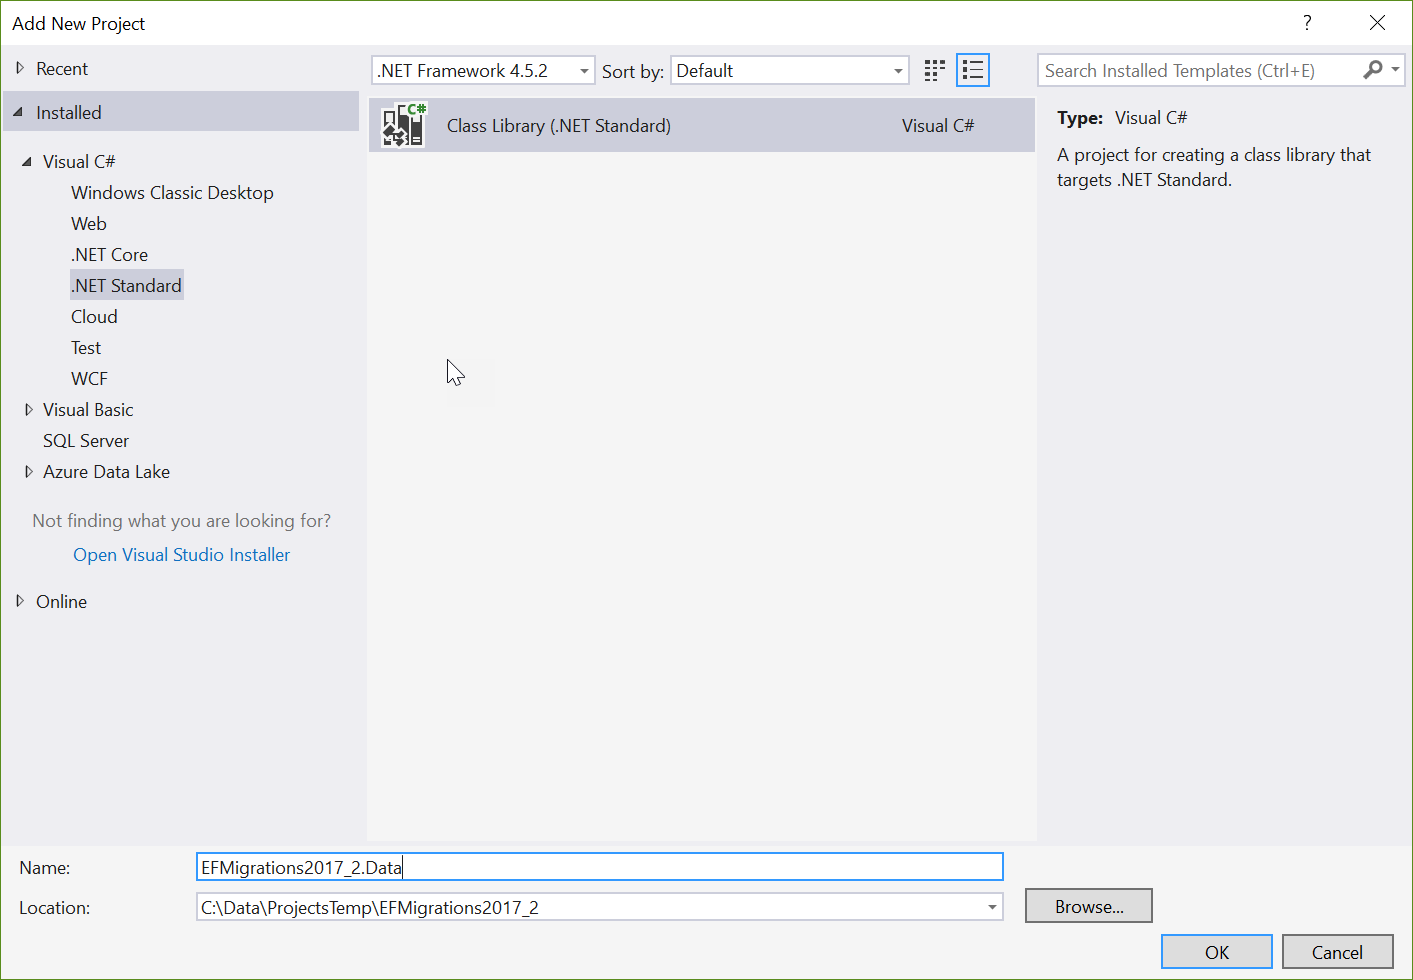 Add New Project
?
Recent
.NET Framework 4.5.2
Sort by:
Default
Search Installed Templates (Ctrl+E)
Installed
Visual C#
Windows Classic Desktop
Web
.NET Core
.NET Standard
Cloud
Test
WCF
Visual Basic
SQL Server
Azure Data Lake
Not finding what you are looking for?
Open Visual Studio Installer
Online
C#
Class Library (.NET Standard)
Visual C#
Type: Visual C#
A project for creating a class library that
targets .NET Standard.
Name:
EFMigrations2017_2.Data
Location:
C:\Data\ProjectsTemp\EFMigrations2017_2
Browse...
OK
Cancel